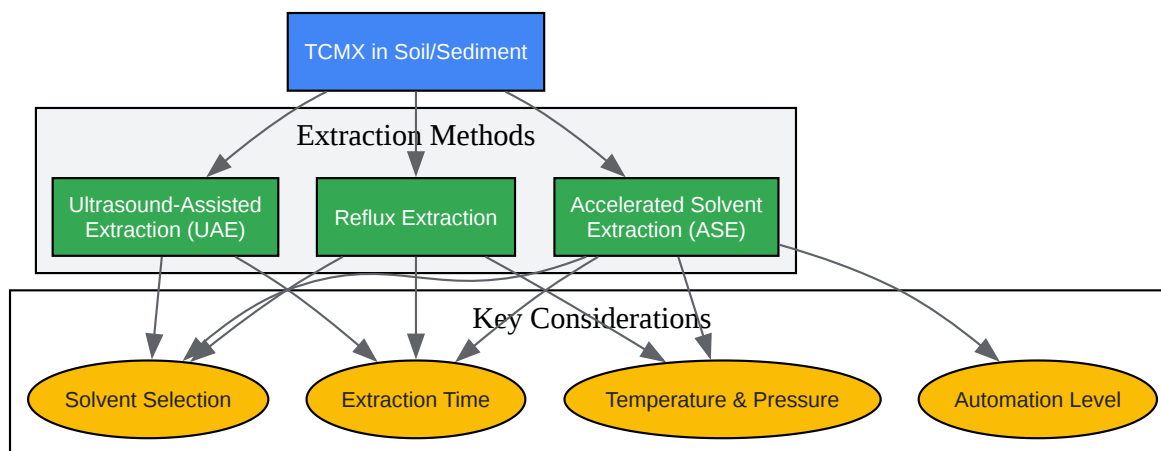 TCMX in Soil/Sediment
Extraction Methods
Ultrasound-Assisted
Extraction (UAE)
Reflux Extraction
Accelerated Solvent
Extraction (ASE)
Key Considerations
Solvent Selection
Extraction Time
Temperature & Pressure
Automation Level